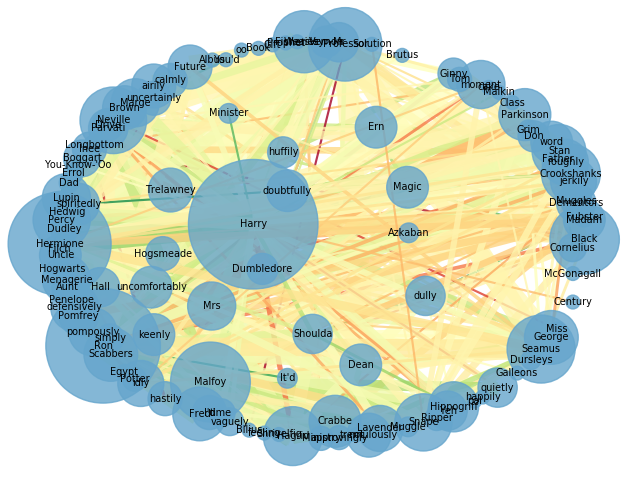 Professor
Solution
Brutus
oo
Book
Albus
You'd
Future
airily
calmly
uncertainly
Marge
Brown
Neville
Parvati
Longbottom
Boggart
You-Know- Oo
Errol
Dad
Lupin
spiritedly
Hedwig
Percy
Dudley
Hermione
Uncle
Hogwarts
Menagerie
Aunt
Hall
Penelope
defensively
Pomfrey
pompously
simply
Ron
Scabbers
Egypt
Potter
hastily
Fred
time
vaguely
Minister
huffily
Ern
Trelawney
doubtfully
Magic
Harry
Azkaban
Hogsmeade
Dumbledore
uncomfortably
Mrs
dully
keenly
Shoulda
Dean
Malfoy
It'd
Crabbe
Hagrid
Lavender
Muggle
Snape
Ripper
Hippogriff
happily
quietly
Galleons
Dursleys
Seamus
George
Miss
Century
McGonagall
Cornelius
Black
Madam
Fubster
Dementors
Muggles
jerkily
Crookshanks
roughly
Father
Stan
word
Don
Grim
Parkinson
Class
Malkin
moment
Tom
Ginny